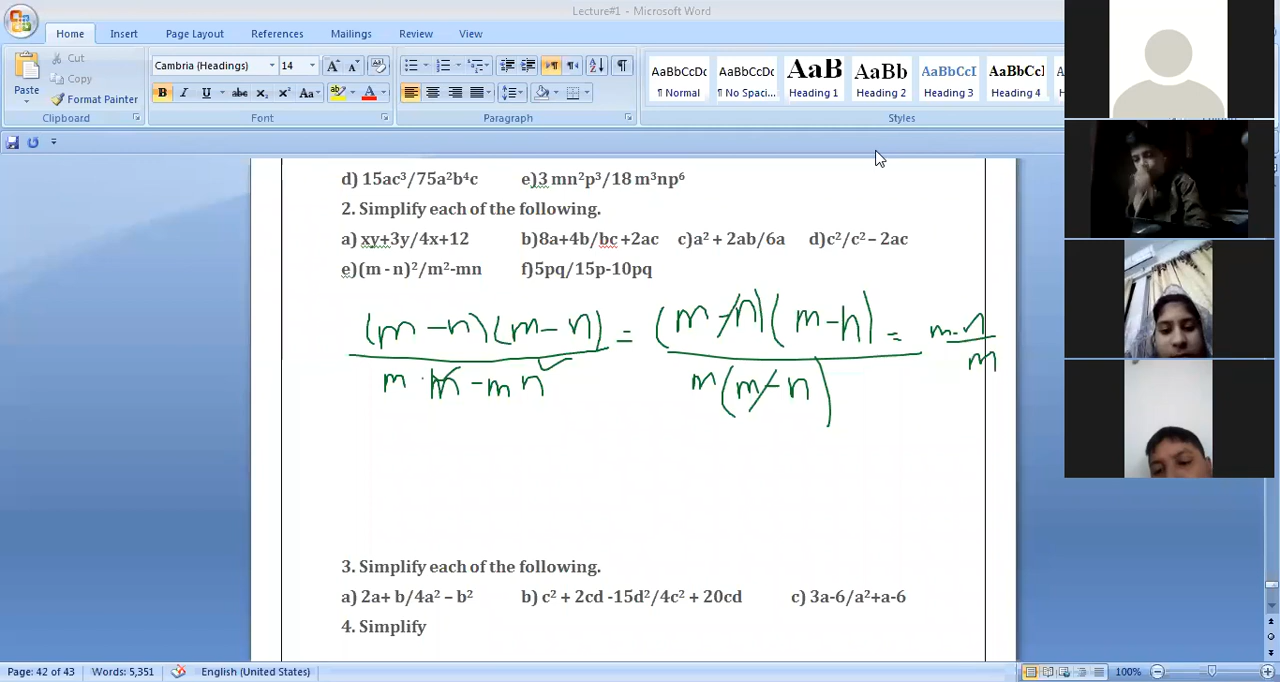 Lecture#1 - Microsoft Word
Home Insert Page Layout References Mailings Review View
Cut
Copy
Format Painter
Paste
Cambria (Headings) 14
B I U abc X₂ X² Aa A
AaBbCcDc AaBbCcDc AaB AaBb AaBbCcI AaBbCcI
¶ Normal ¶ No Spaci... Heading 1 Heading 2 Heading 3 Heading 4
Clipboard Font Paragraph Styles
d) 15ac³/75a²b⁴c e)3 mn²p³/18 m³np⁶
2. Simplify each of the following.
a) xy+3y/4x+12 b)8a+4b/bc +2ac c)a² + 2ab/6a d)c²/c² – 2ac
e)(m - n)²/m²-mn f)5pq/15p-10pq
(m - n)(m - n) = (m - n)(m - n) = m - n
m · m - m n m(m - n) m
3. Simplify each of the following.
a) 2a+ b/4a² – b² b) c² + 2cd -15d²/4c² + 20cd c) 3a-6/a²+a-6
4. Simplify
Page: 42 of 43 Words: 5,351 English (United States) 100%